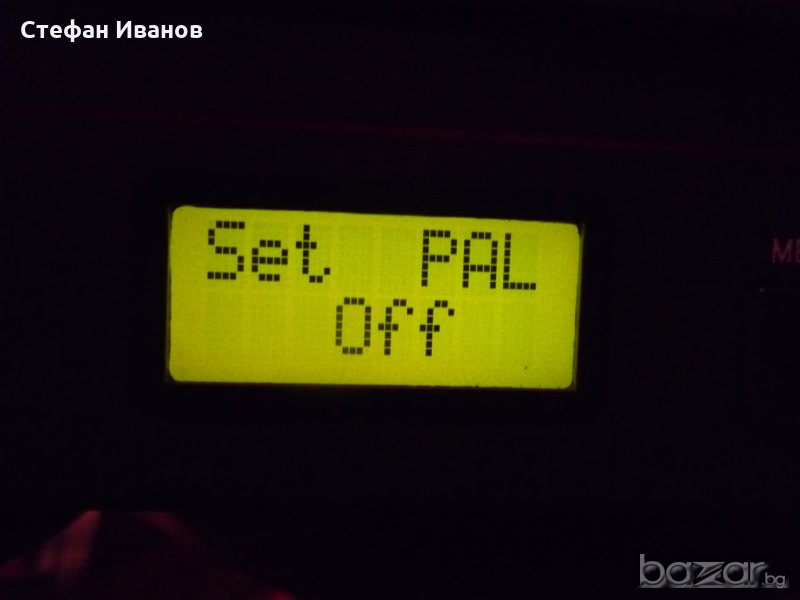 Стефан Иванов
Set PAL
Off
bazar.bg